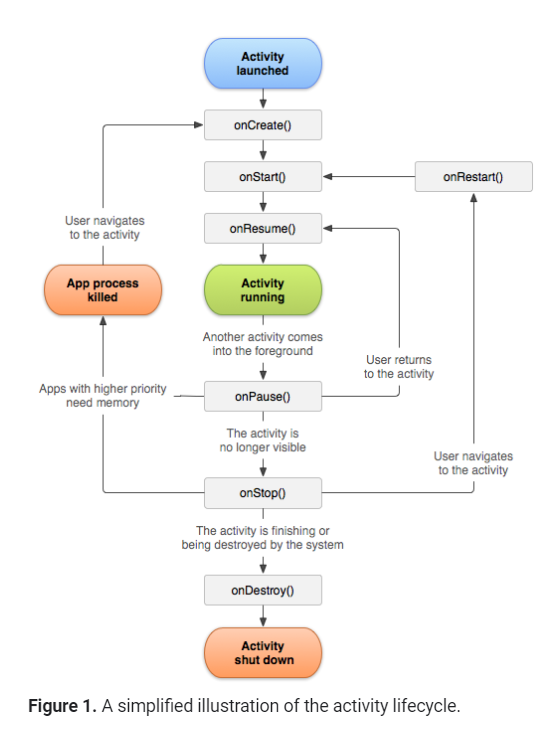 Activity
launched
onCreate()
onStart()
onRestart()
User navigates
to the activity
onResume()
App process
killed
Activity
running
Another activity comes
into the foreground
User returns
to the activity
Apps with higher priority
need memory
onPause()
The activity is
no longer visible
User navigates
to the activity
onStop()
The activity is finishing or
being destroyed by the system
onDestroy()
Activity
shut down
Figure 1. A simplified illustration of the activity lifecycle.